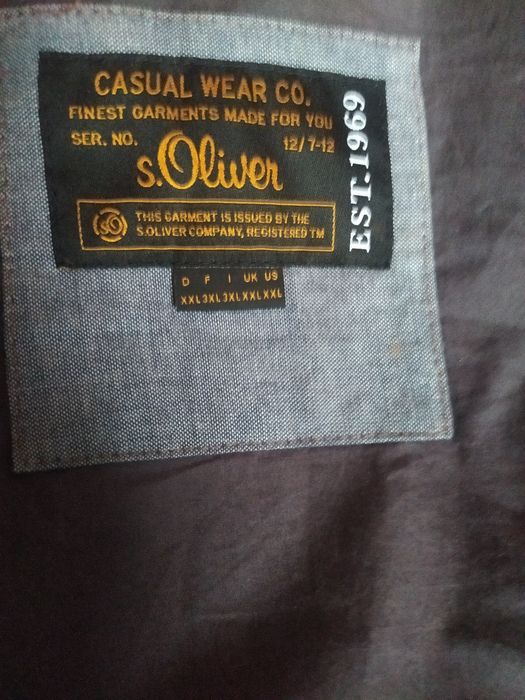 CASUAL WEAR CO.
FINEST GARMENTS MADE FOR YOU
SER. NO. 12/7-12
s.Oliver
EST.1969
sO
THIS GARMENT IS ISSUED BY THE
S.OLIVER COMPANY, REGISTERED TM
D F I UK US
XXL 3XL 3XL XXL XXL